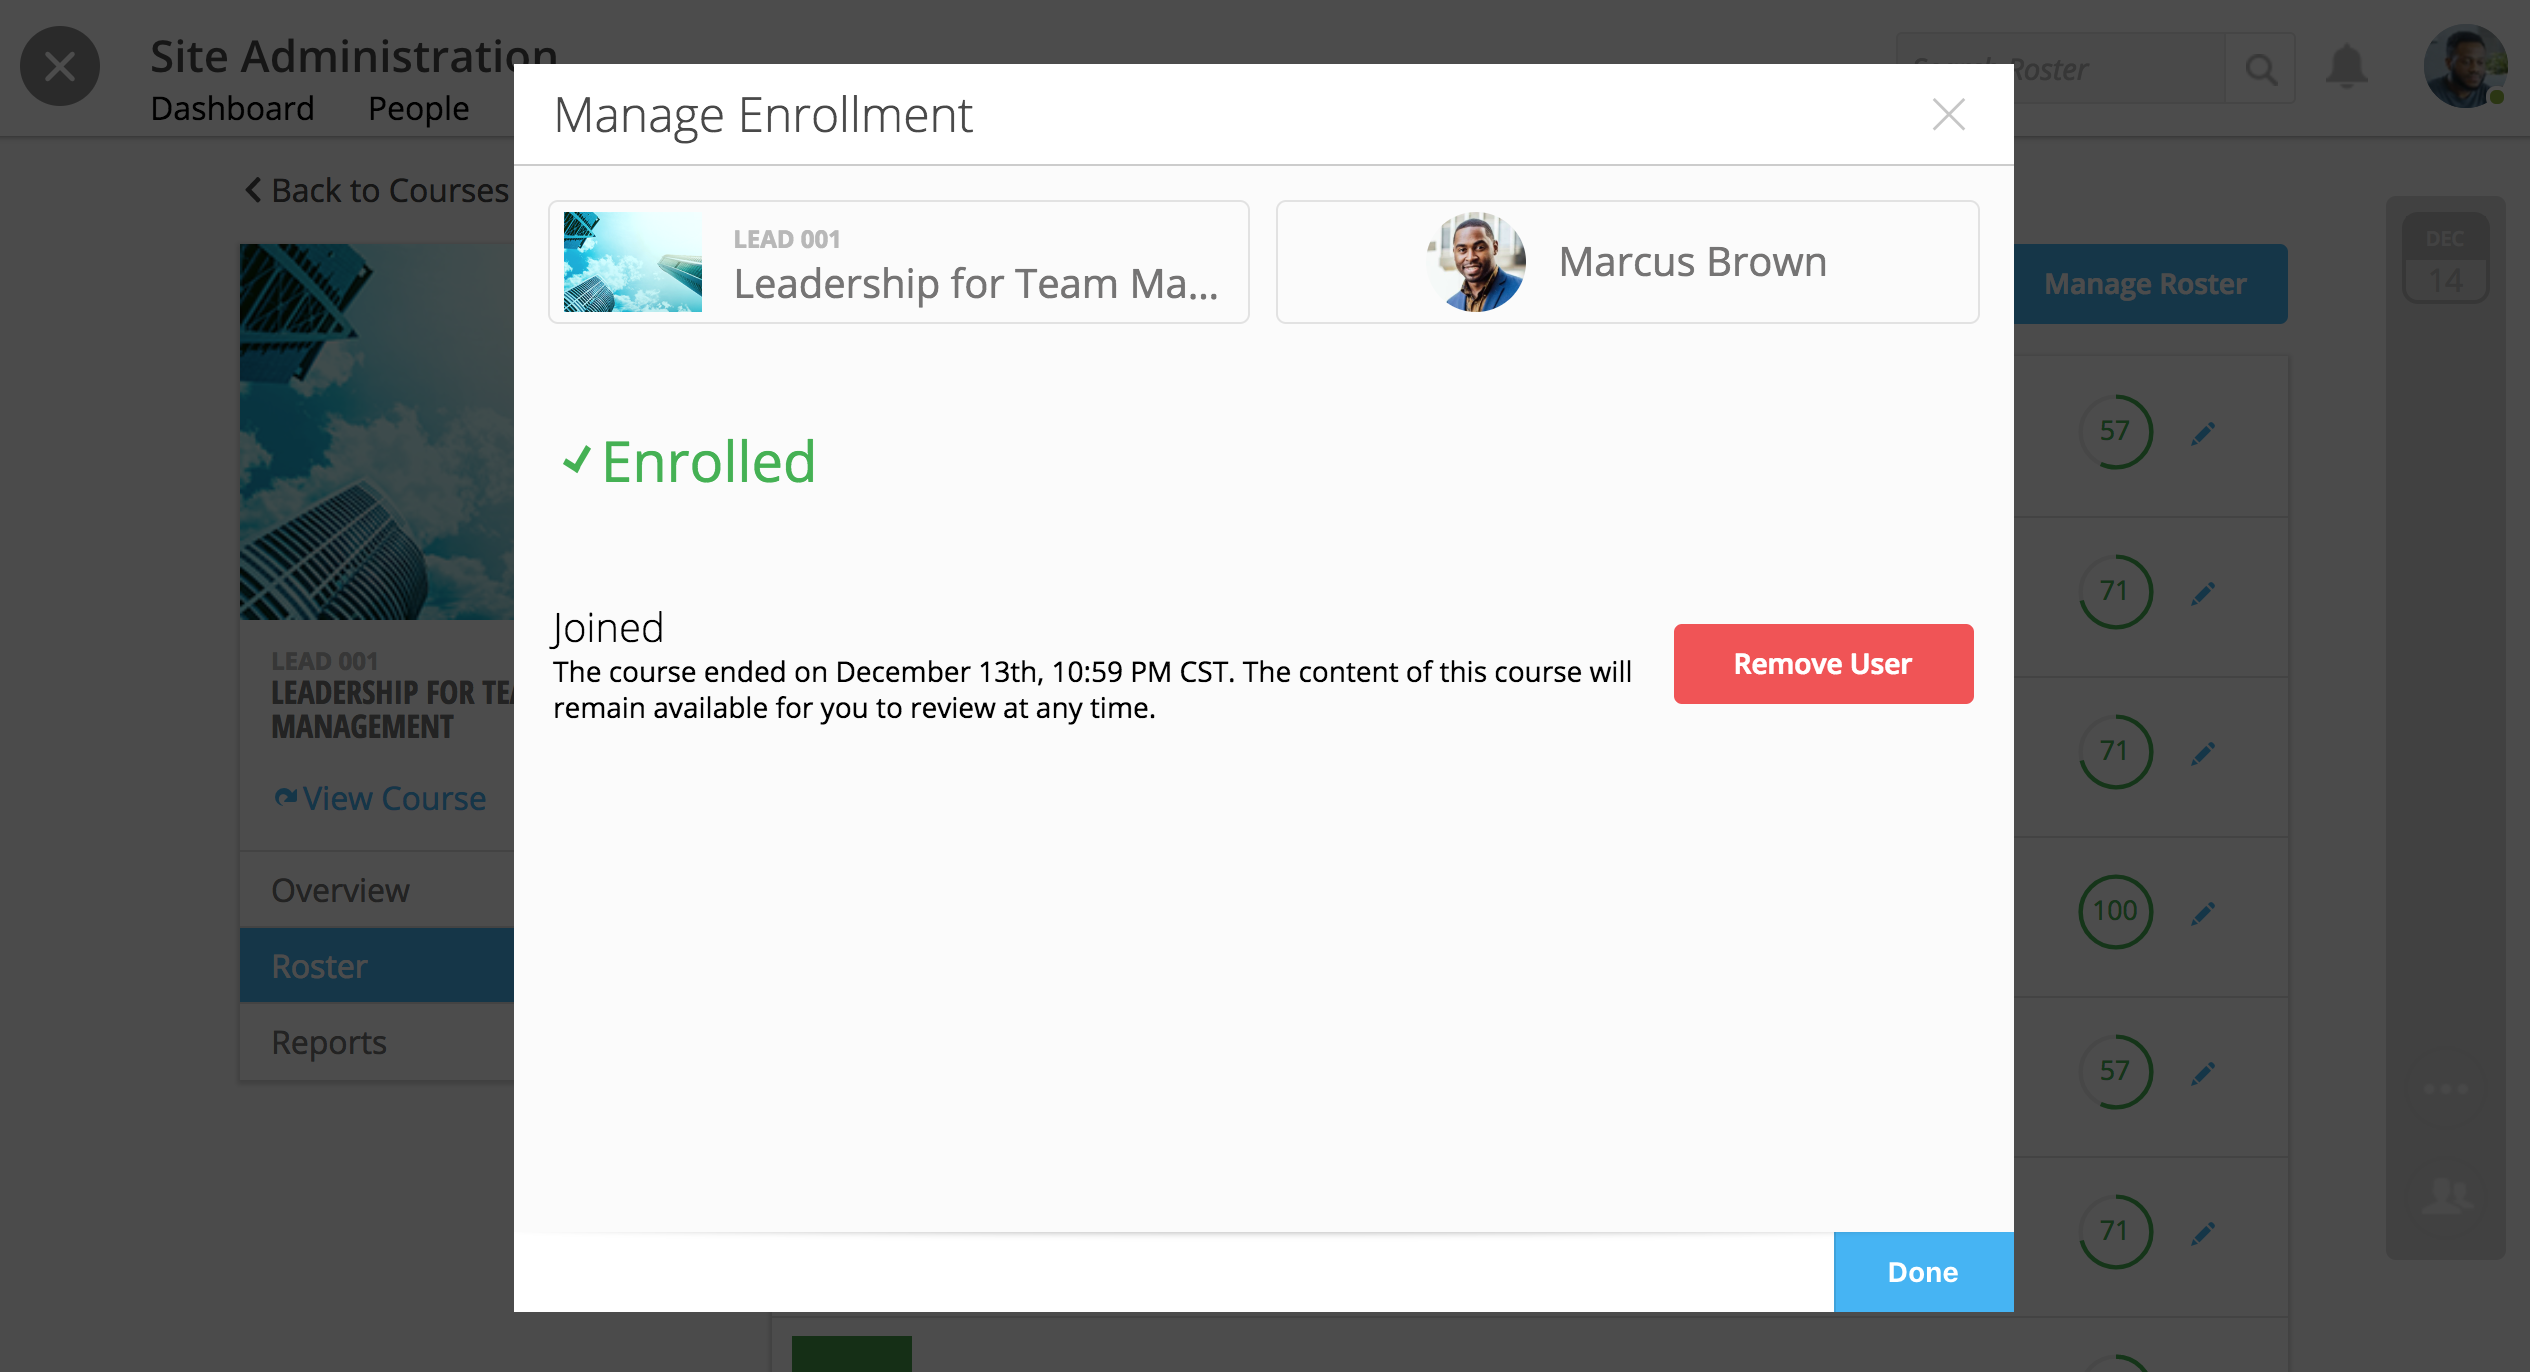 Site Administration
Dashboard People
Search Roster
Manage Enrollment
Back to Courses
LEAD 001
Leadership for Team Ma...
Marcus Brown
DEC
14
Manage Roster
Enrolled
57
71
Joined
The course ended on December 13th, 10:59 PM CST. The content of this course will
remain available for you to review at any time.
Remove User
LEAD 001
LEADERSHIP FOR TEA
MANAGEMENT
View Course
71
Overview
100
Roster
Reports
57
71
Done